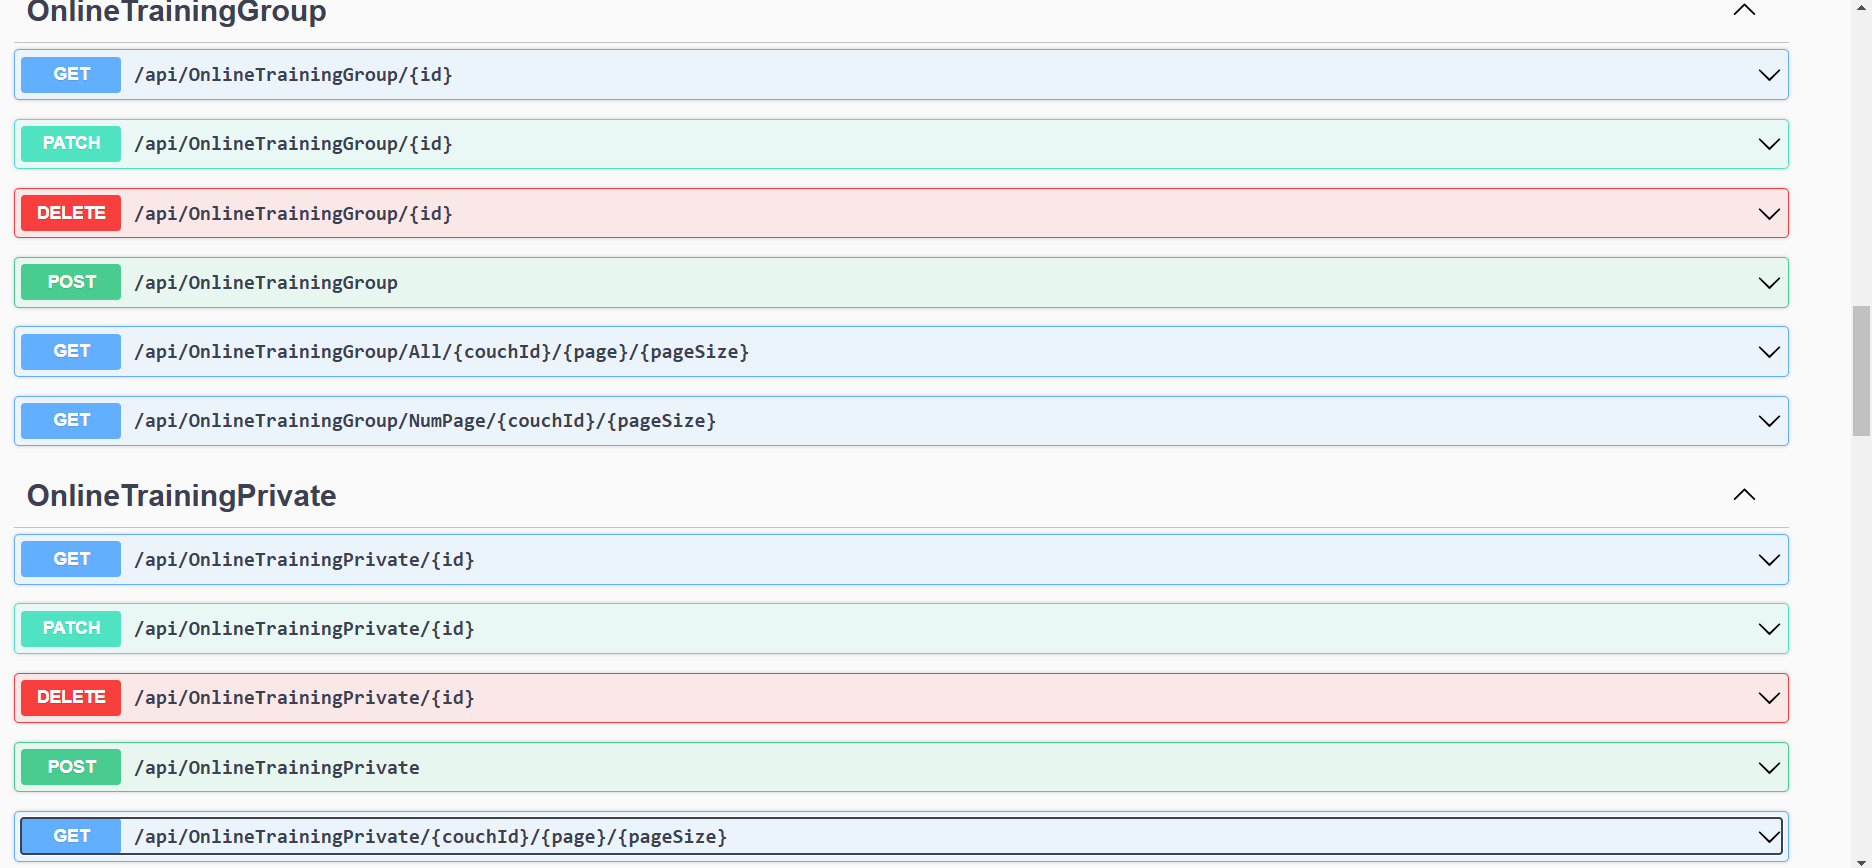 OnlineTrainingGroup
GET /api/OnlineTrainingGroup/{id}
PATCH /api/OnlineTrainingGroup/{id}
DELETE /api/OnlineTrainingGroup/{id}
POST /api/OnlineTrainingGroup
GET /api/OnlineTrainingGroup/All/{couchId}/{page}/{pageSize}
GET /api/OnlineTrainingGroup/NumPage/{couchId}/{pageSize}
OnlineTrainingPrivate
GET /api/OnlineTrainingPrivate/{id}
PATCH /api/OnlineTrainingPrivate/{id}
DELETE /api/OnlineTrainingPrivate/{id}
POST /api/OnlineTrainingPrivate
GET /api/OnlineTrainingPrivate/{couchId}/{page}/{pageSize}